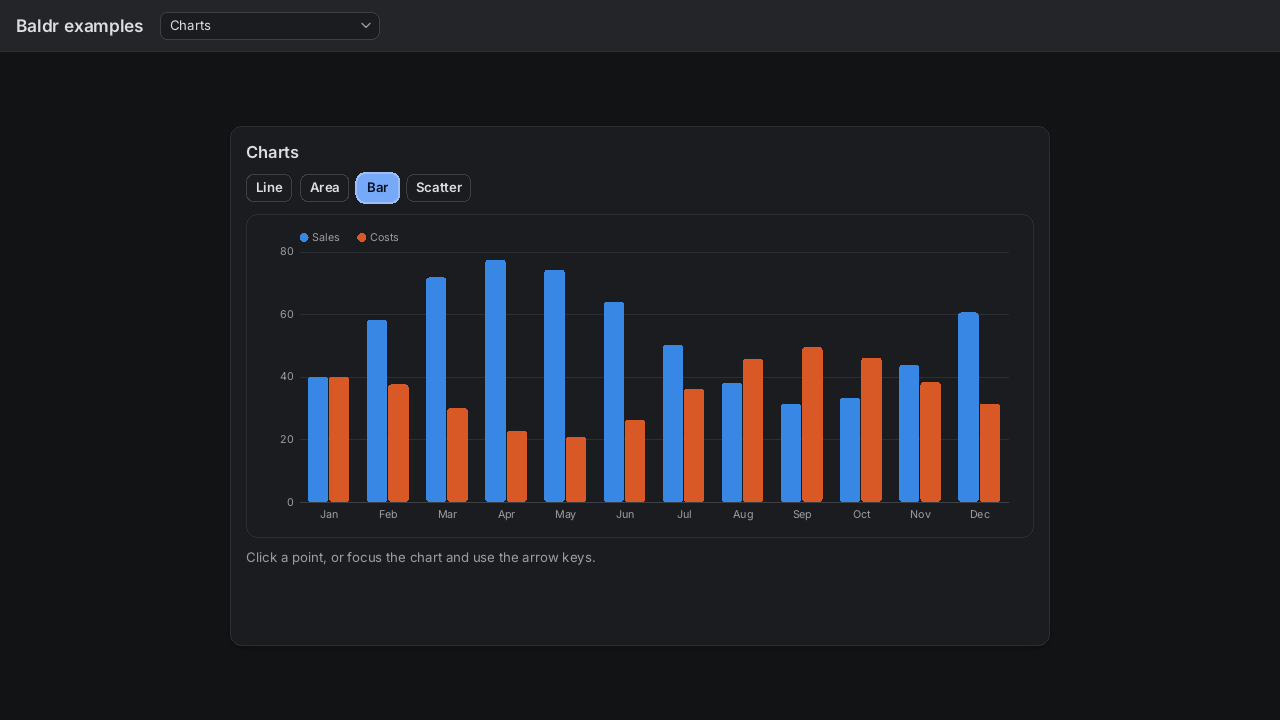 Baldr examples
Charts
Charts
Line
Area
Bar
Scatter
Sales
Costs
80
60
40
20
0
Jan
Feb
Mar
Apr
May
Jun
Jul
Aug
Sep
Oct
Nov
Dec
Click a point, or focus the chart and use the arrow keys.